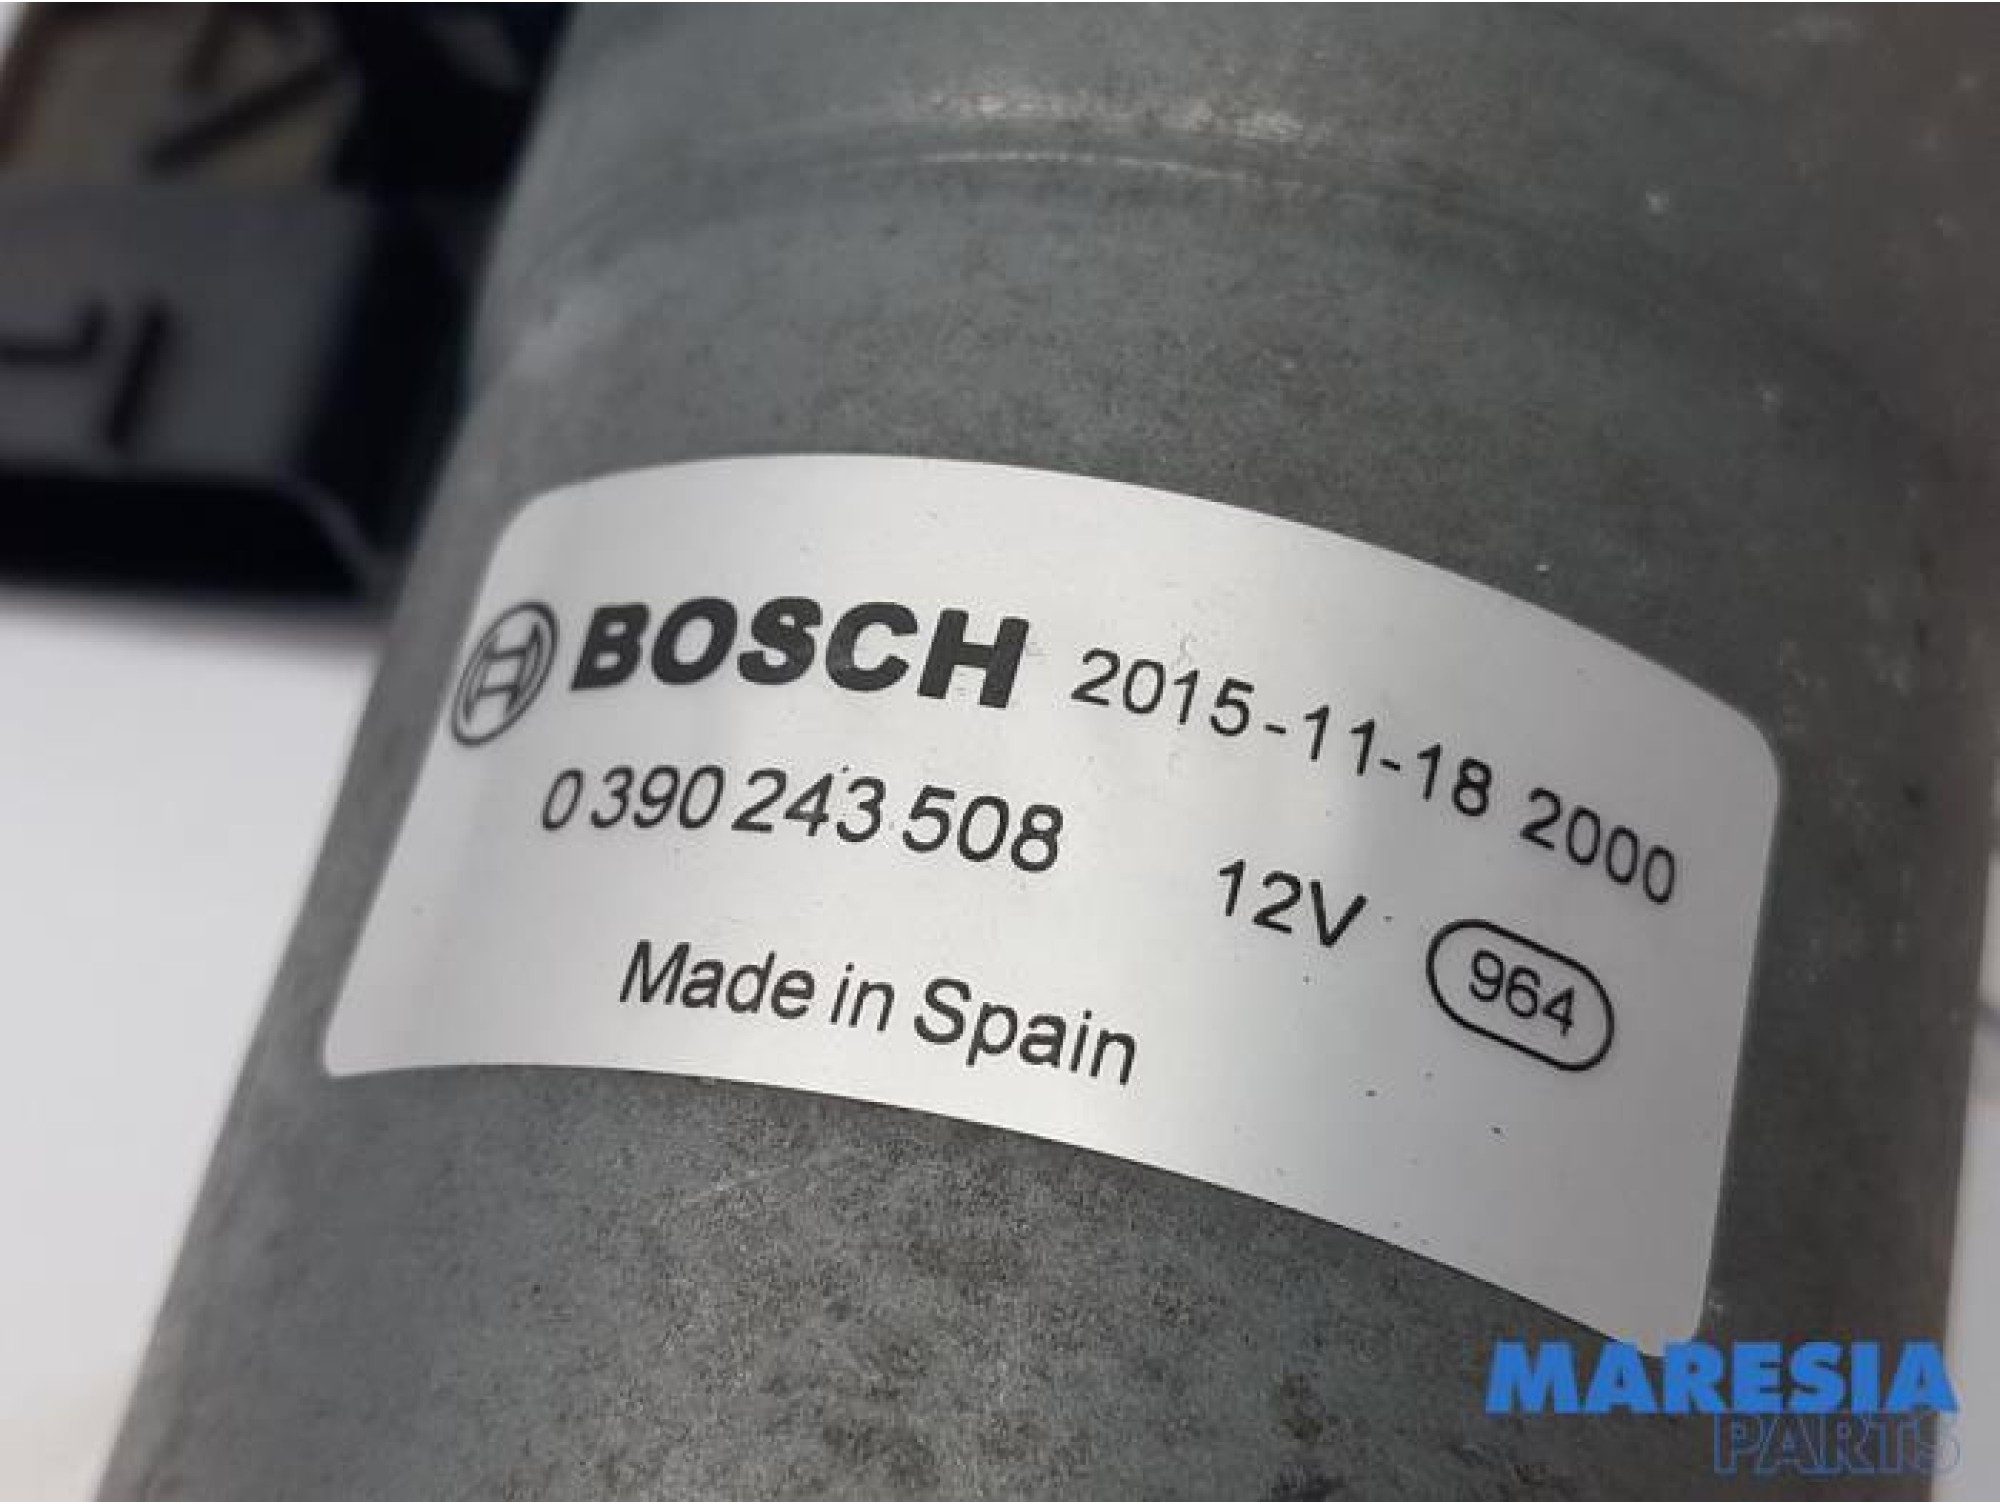 BOSCH 2015-11-18 2000
0 390 243 508 12V 964
Made in Spain
MARESIA
PARTS